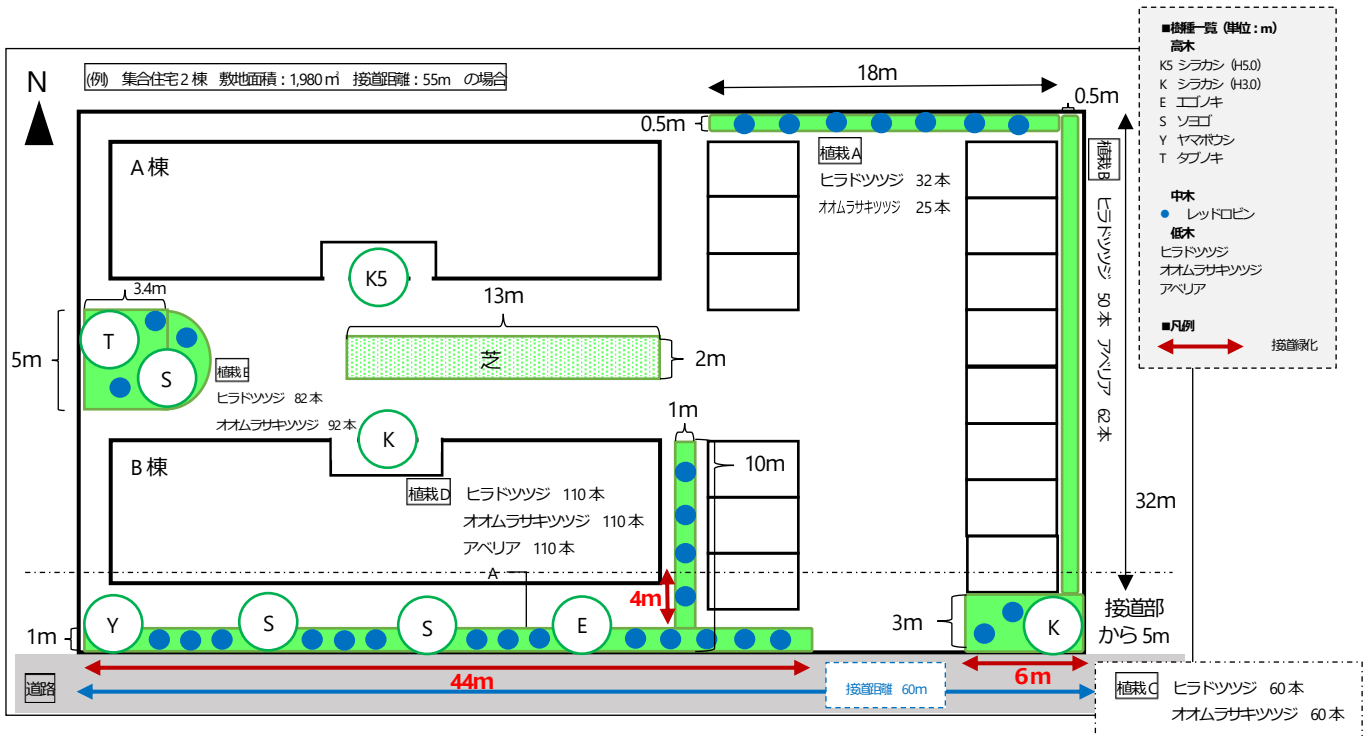 (例) 集合住宅2棟 敷地面積：1,980㎡ 接道距離：55m の場合
N
18m
0.5m
0.5m
A棟
植栽A
ヒラドツツジ 32本
オオムラサキツツジ 25本
植栽B ヒラドツツジ 50本 アベリア 62本
K5
3.4m
13m
5m
T
S
芝
2m
植栽E
ヒラドツツジ 82本
オオムラサキツツジ 92本
K
1m
10m
B棟
植栽D ヒラドツツジ 110本
オオムラサキツツジ 110本
アベリア 110本
A
32m
4m
接道部
から5m
1m
Y
S
S
E
3m
K
44m
6m
道路
接道距離 60m
植栽C ヒラドツツジ 60本
オオムラサキツツジ 60本
■樹種一覧（単位：m）
高木
K5 シラカシ (H5.0)
K シラカシ (H3.0)
E エゴノキ
S ソヨゴ
Y ヤマボウシ
T タブノキ
中木
レッドロビン
低木
ヒラドツツジ
オオムラサキツツジ
アベリア
■凡例
接道緑化